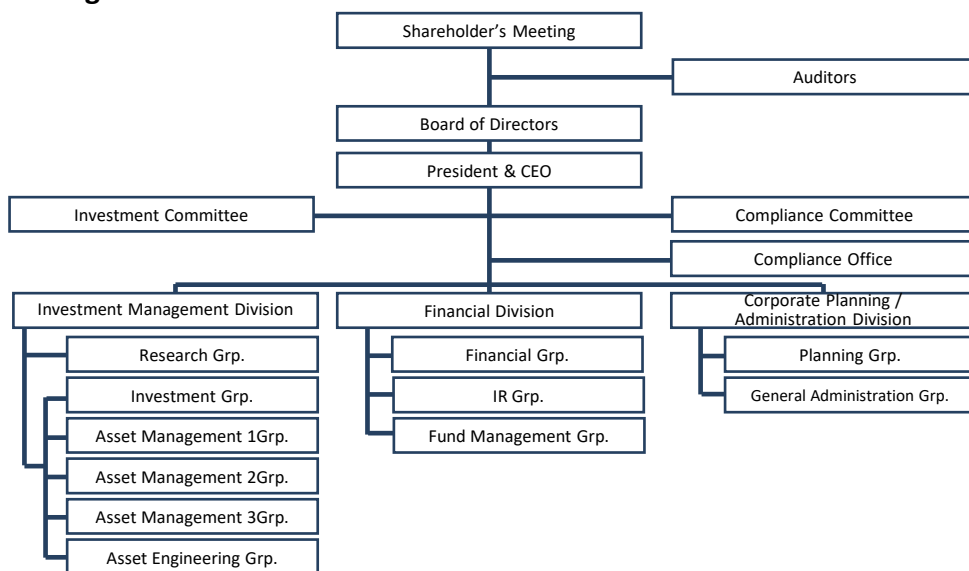 Shareholder's Meeting
Auditors
Board of Directors
President & CEO
Investment Committee
Compliance Committee
Compliance Office
Investment Management Division
Financial Division
Corporate Planning /
Administration Division
Research Grp.
Investment Grp.
Asset Management 1Grp.
Asset Management 2Grp.
Asset Management 3Grp.
Asset Engineering Grp.
Financial Grp.
IR Grp.
Fund Management Grp.
Planning Grp.
General Administration Grp.